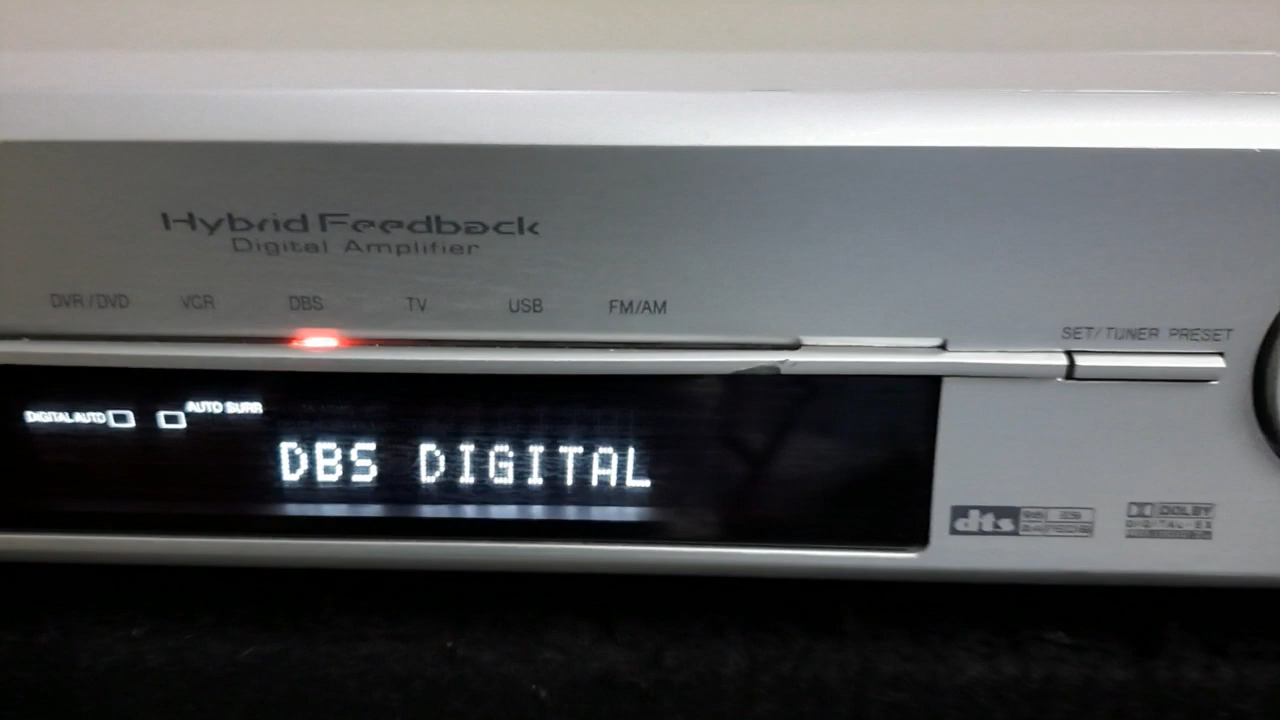 Hybrid Feedback
Digital Amplifier
DVR/DVD VCR DBS TV USB FM/AM
SET/TUNER PRESET
DIGITAL AUTO AUTO SURR
DBS DIGITAL
dts
DOLBY
DIGITAL-EX